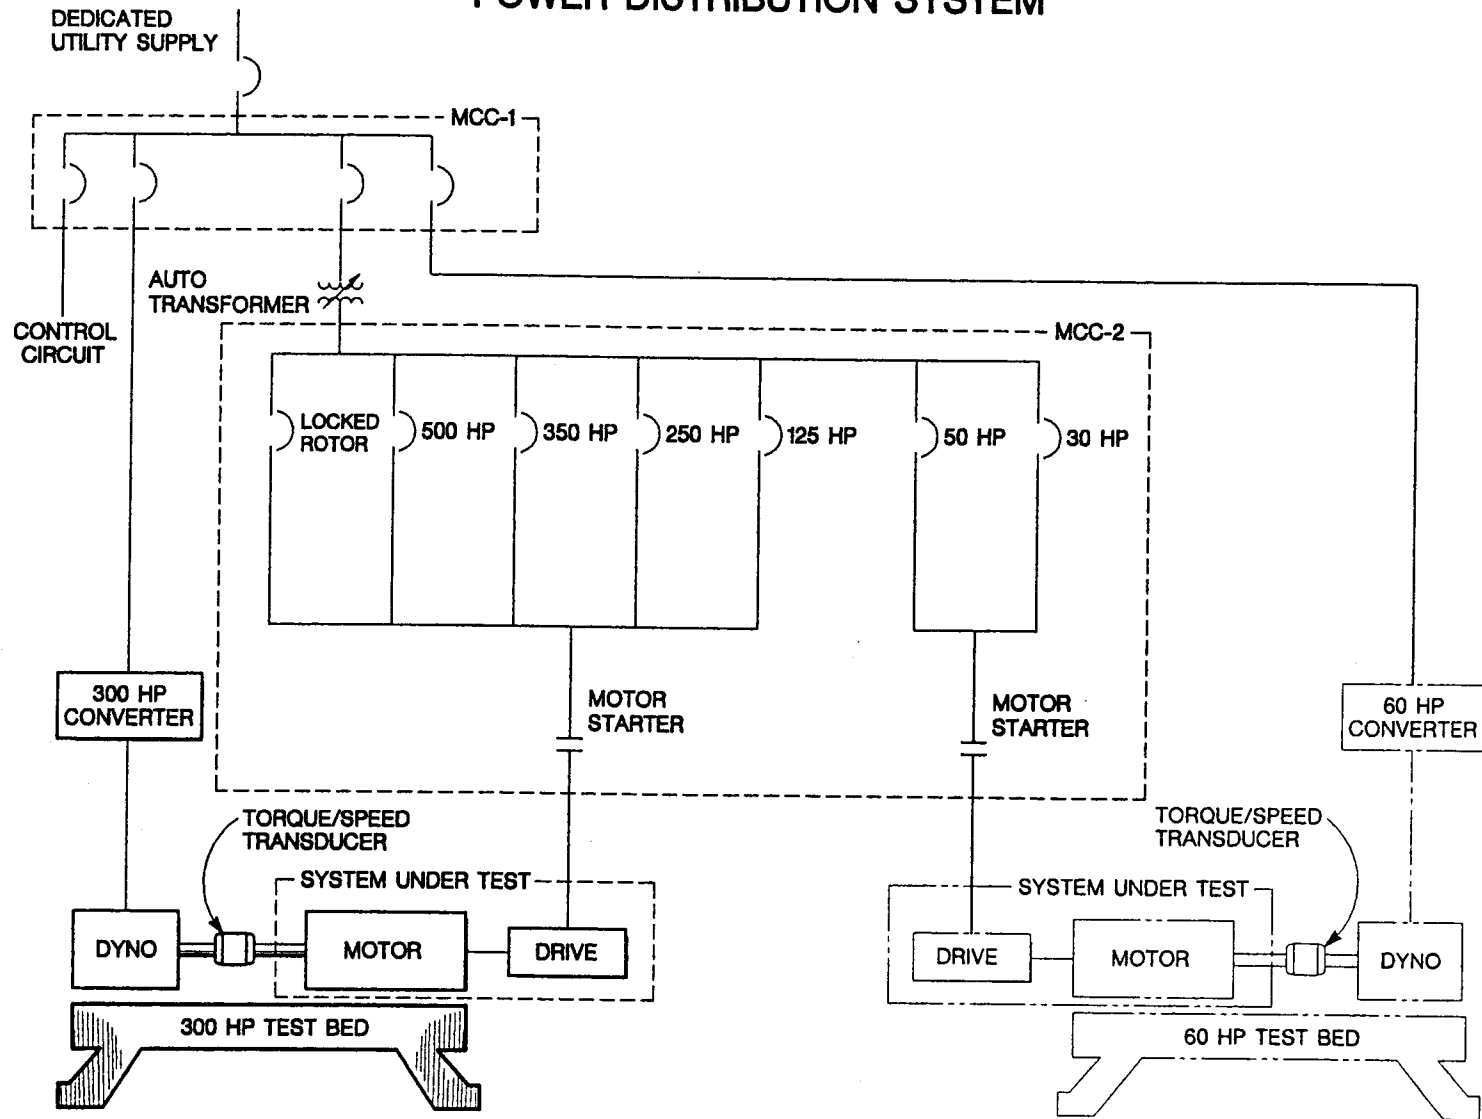 POWER DISTRIBUTION SYSTEM
DEDICATED
UTILITY SUPPLY
MCC-1
AUTO
TRANSFORMER
CONTROL
CIRCUIT
MCC-2
LOCKED
ROTOR
500 HP
350 HP
250 HP
125 HP
50 HP
30 HP
300 HP
CONVERTER
MOTOR
STARTER
MOTOR
STARTER
60 HP
CONVERTER
TORQUE/SPEED
TRANSDUCER
TORQUE/SPEED
TRANSDUCER
SYSTEM UNDER TEST
SYSTEM UNDER TEST
DYNO
MOTOR
DRIVE
DRIVE
MOTOR
DYNO
300 HP TEST BED
60 HP TEST BED